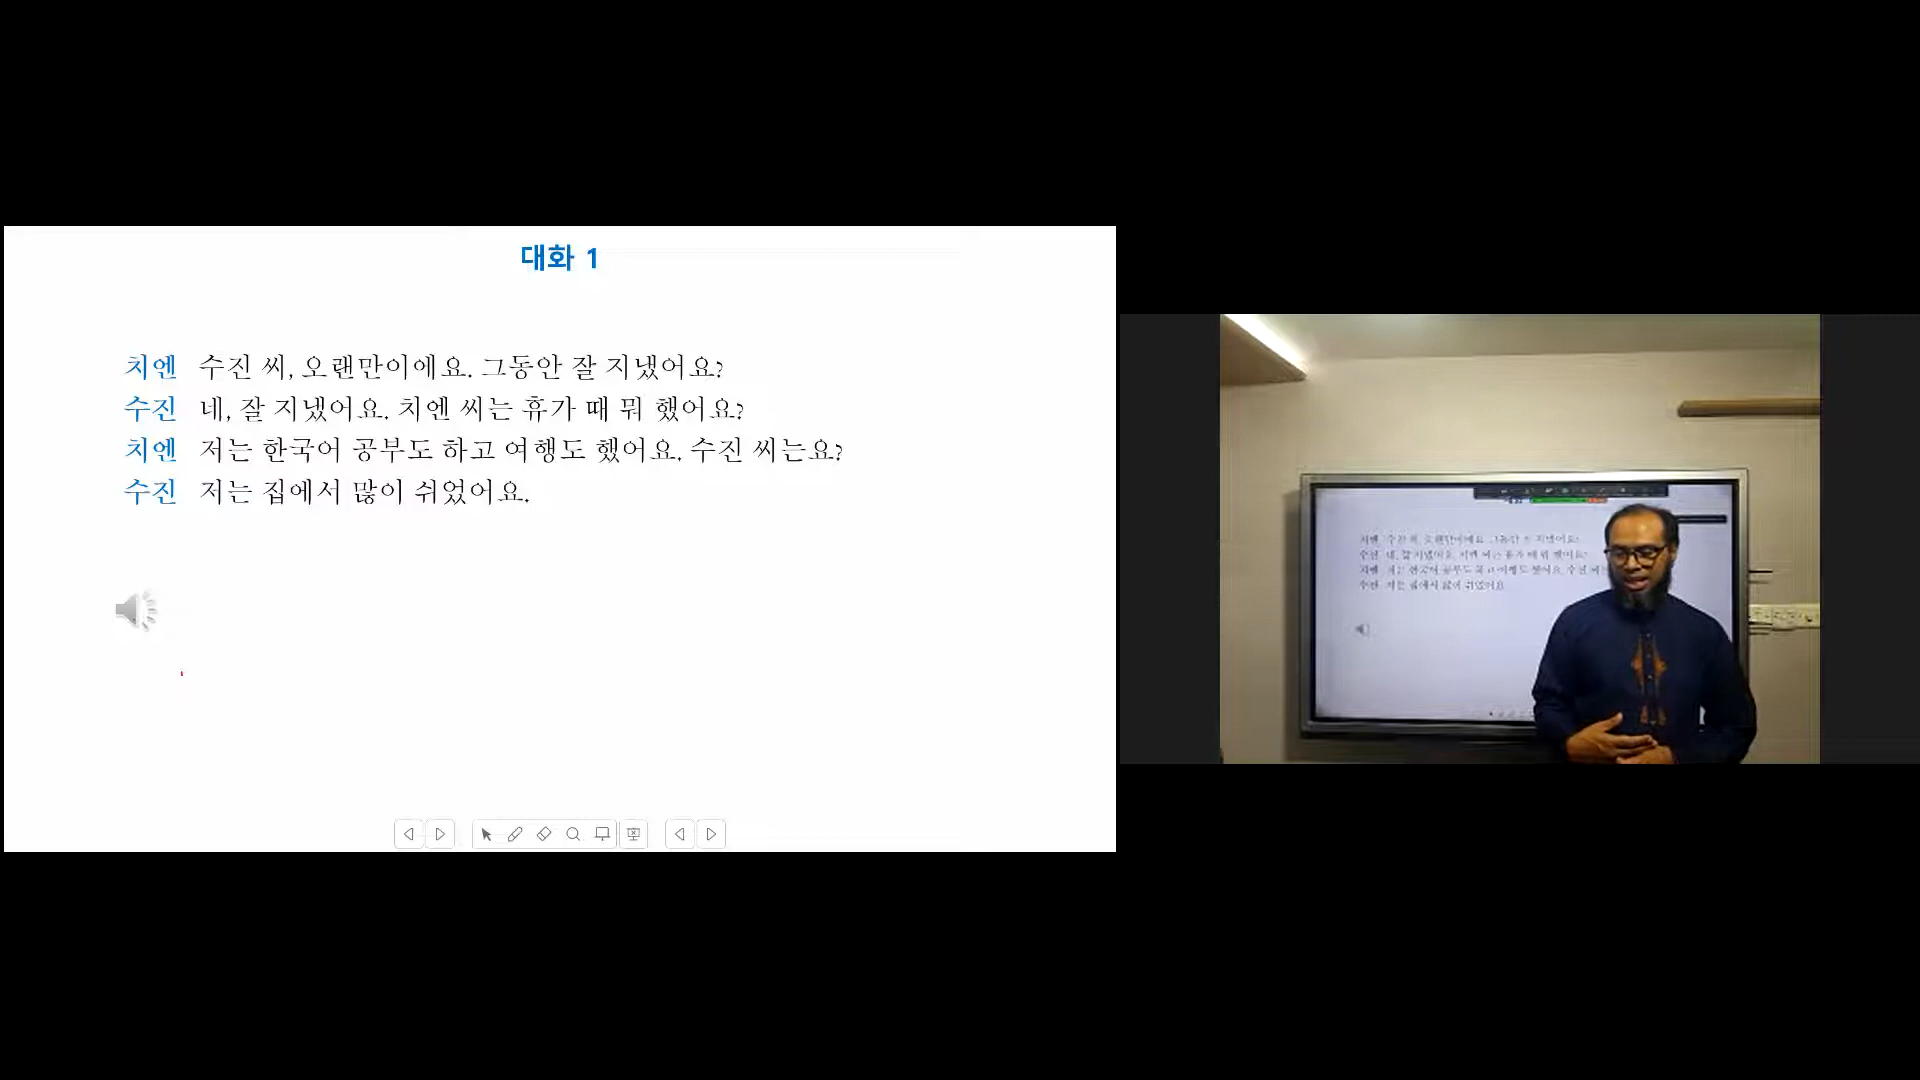 대화 1
치엔 수진 씨, 오랜만이에요. 그동안 잘 지냈어요?
수진 네, 잘 지냈어요. 치엔 씨는 휴가 때 뭐 했어요?
치엔 저는 한국어 공부도 하고 여행도 했어요. 수진 씨는요?
수진 저는 집에서 많이 쉬었어요.